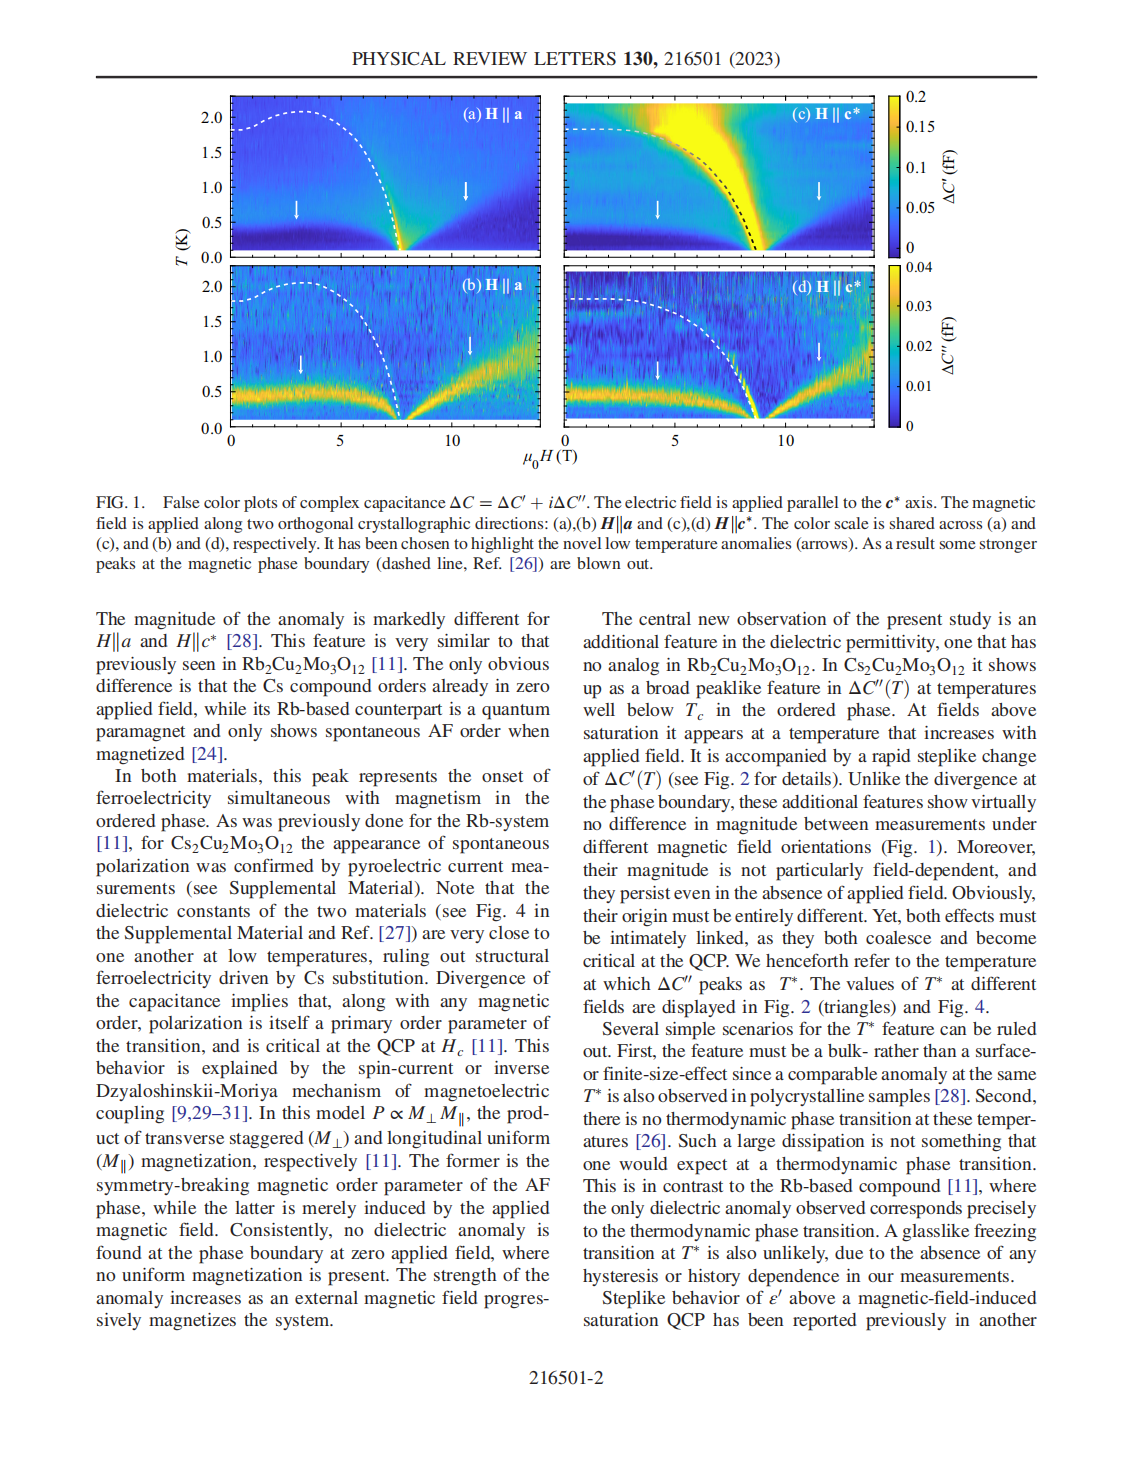 PHYSICAL REVIEW LETTERS 130, 216501 (2023)
(a) H || a
(c) H || c*
2.0
1.5
1.0
0.5
0.0
0.2
0.15
0.1
0.05
0
ΔC′ (fF)
T (K)
(b) H || a
(d) H || c*
2.0
1.5
1.0
0.5
0.0
0.04
0.03
0.02
0.01
0
ΔC″ (fF)
0 5 10 0 5 10
μ0H (T)
FIG. 1. False color plots of complex capacitance ΔC = ΔC′ + iΔC″. The electric field is applied parallel to the c* axis. The magnetic
field is applied along two orthogonal crystallographic directions: (a),(b) H||a and (c),(d) H||c*. The color scale is shared across (a) and
(c), and (b) and (d), respectively. It has been chosen to highlight the novel low temperature anomalies (arrows). As a result some stronger
peaks at the magnetic phase boundary (dashed line, Ref. [26]) are blown out.
The magnitude of the anomaly is markedly different for
H||a and H||c* [28]. This feature is very similar to that
previously seen in Rb2Cu2Mo3O12 [11]. The only obvious
difference is that the Cs compound orders already in zero
applied field, while its Rb-based counterpart is a quantum
paramagnet and only shows spontaneous AF order when
magnetized [24].
In both materials, this peak represents the onset of
ferroelectricity simultaneous with magnetism in the
ordered phase. As was previously done for the Rb-system
[11], for Cs2Cu2Mo3O12 the appearance of spontaneous
polarization was confirmed by pyroelectric current mea-
surements (see Supplemental Material). Note that the
dielectric constants of the two materials (see Fig. 4 in
the Supplemental Material and Ref. [27]) are very close to
one another at low temperatures, ruling out structural
ferroelectricity driven by Cs substitution. Divergence of
the capacitance implies that, along with any magnetic
order, polarization is itself a primary order parameter of
the transition, and is critical at the QCP at Hc [11]. This
behavior is explained by the spin-current or inverse
Dzyaloshinskii-Moriya mechanism of magnetoelectric
coupling [9,29–31]. In this model P ∝ M⊥M∥, the prod-
uct of transverse staggered (M⊥) and longitudinal uniform
(M∥) magnetization, respectively [11]. The former is the
symmetry-breaking magnetic order parameter of the AF
phase, while the latter is merely induced by the applied
magnetic field. Consistently, no dielectric anomaly is
found at the phase boundary at zero applied field, where
no uniform magnetization is present. The strength of the
anomaly increases as an external magnetic field progres-
sively magnetizes the system.
The central new observation of the present study is an
additional feature in the dielectric permittivity, one that has
no analog in Rb2Cu2Mo3O12. In Cs2Cu2Mo3O12 it shows
up as a broad peaklike feature in ΔC″(T) at temperatures
well below Tc in the ordered phase. At fields above
saturation it appears at a temperature that increases with
applied field. It is accompanied by a rapid steplike change
of ΔC′(T) (see Fig. 2 for details). Unlike the divergence at
the phase boundary, these additional features show virtually
no difference in magnitude between measurements under
different magnetic field orientations (Fig. 1). Moreover,
their magnitude is not particularly field-dependent, and
they persist even in the absence of applied field. Obviously,
their origin must be entirely different. Yet, both effects must
be intimately linked, as they both coalesce and become
critical at the QCP. We henceforth refer to the temperature
at which ΔC″ peaks as T*. The values of T* at different
fields are displayed in Fig. 2 (triangles) and Fig. 4.
Several simple scenarios for the T* feature can be ruled
out. First, the feature must be a bulk- rather than a surface-
or finite-size-effect since a comparable anomaly at the same
T* is also observed in polycrystalline samples [28]. Second,
there is no thermodynamic phase transition at these temper-
atures [26]. Such a large dissipation is not something that
one would expect at a thermodynamic phase transition.
This is in contrast to the Rb-based compound [11], where
the only dielectric anomaly observed corresponds precisely
to the thermodynamic phase transition. A glasslike freezing
transition at T* is also unlikely, due to the absence of any
hysteresis or history dependence in our measurements.
Steplike behavior of ε′ above a magnetic-field-induced
saturation QCP has been reported previously in another
216501-2